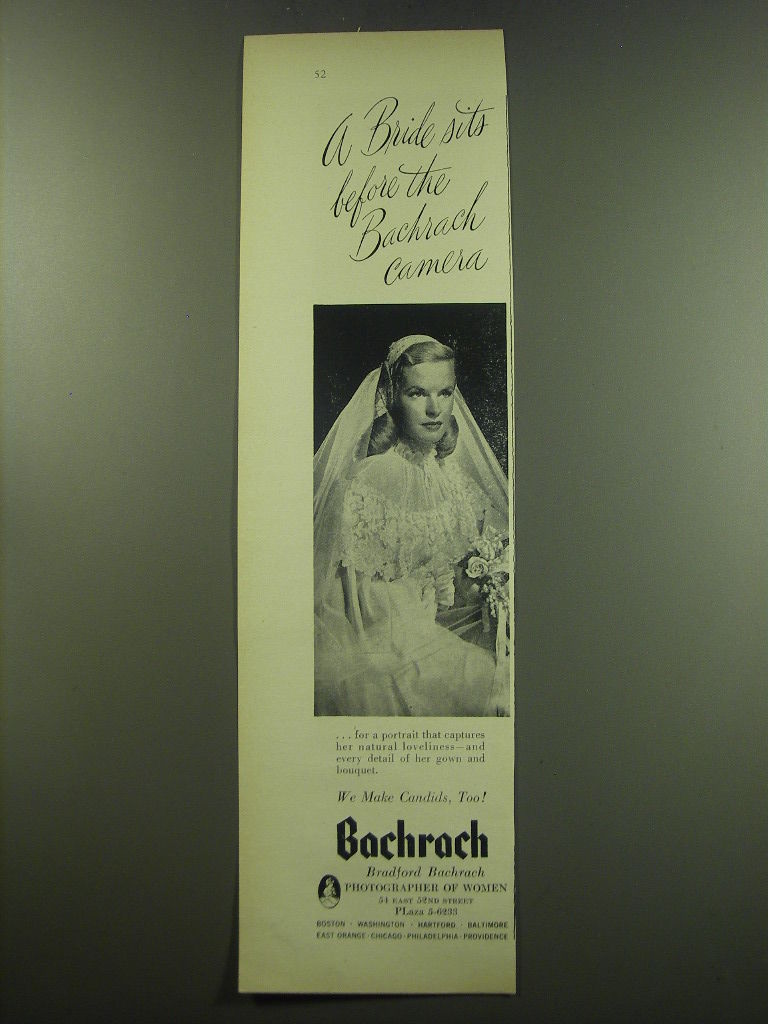 52
A Bride sits
before the
Bachrach
camera
... for a portrait that captures
her natural loveliness—and
every detail of her gown and
bouquet.
We Make Candids, Too!
Bachrach
Bradford Bachrach
PHOTOGRAPHER OF WOMEN
54 EAST 52ND STREET
PLaza 5-6233
BOSTON · WASHINGTON · HARTFORD · BALTIMORE
EAST ORANGE · CHICAGO · PHILADELPHIA · PROVIDENCE